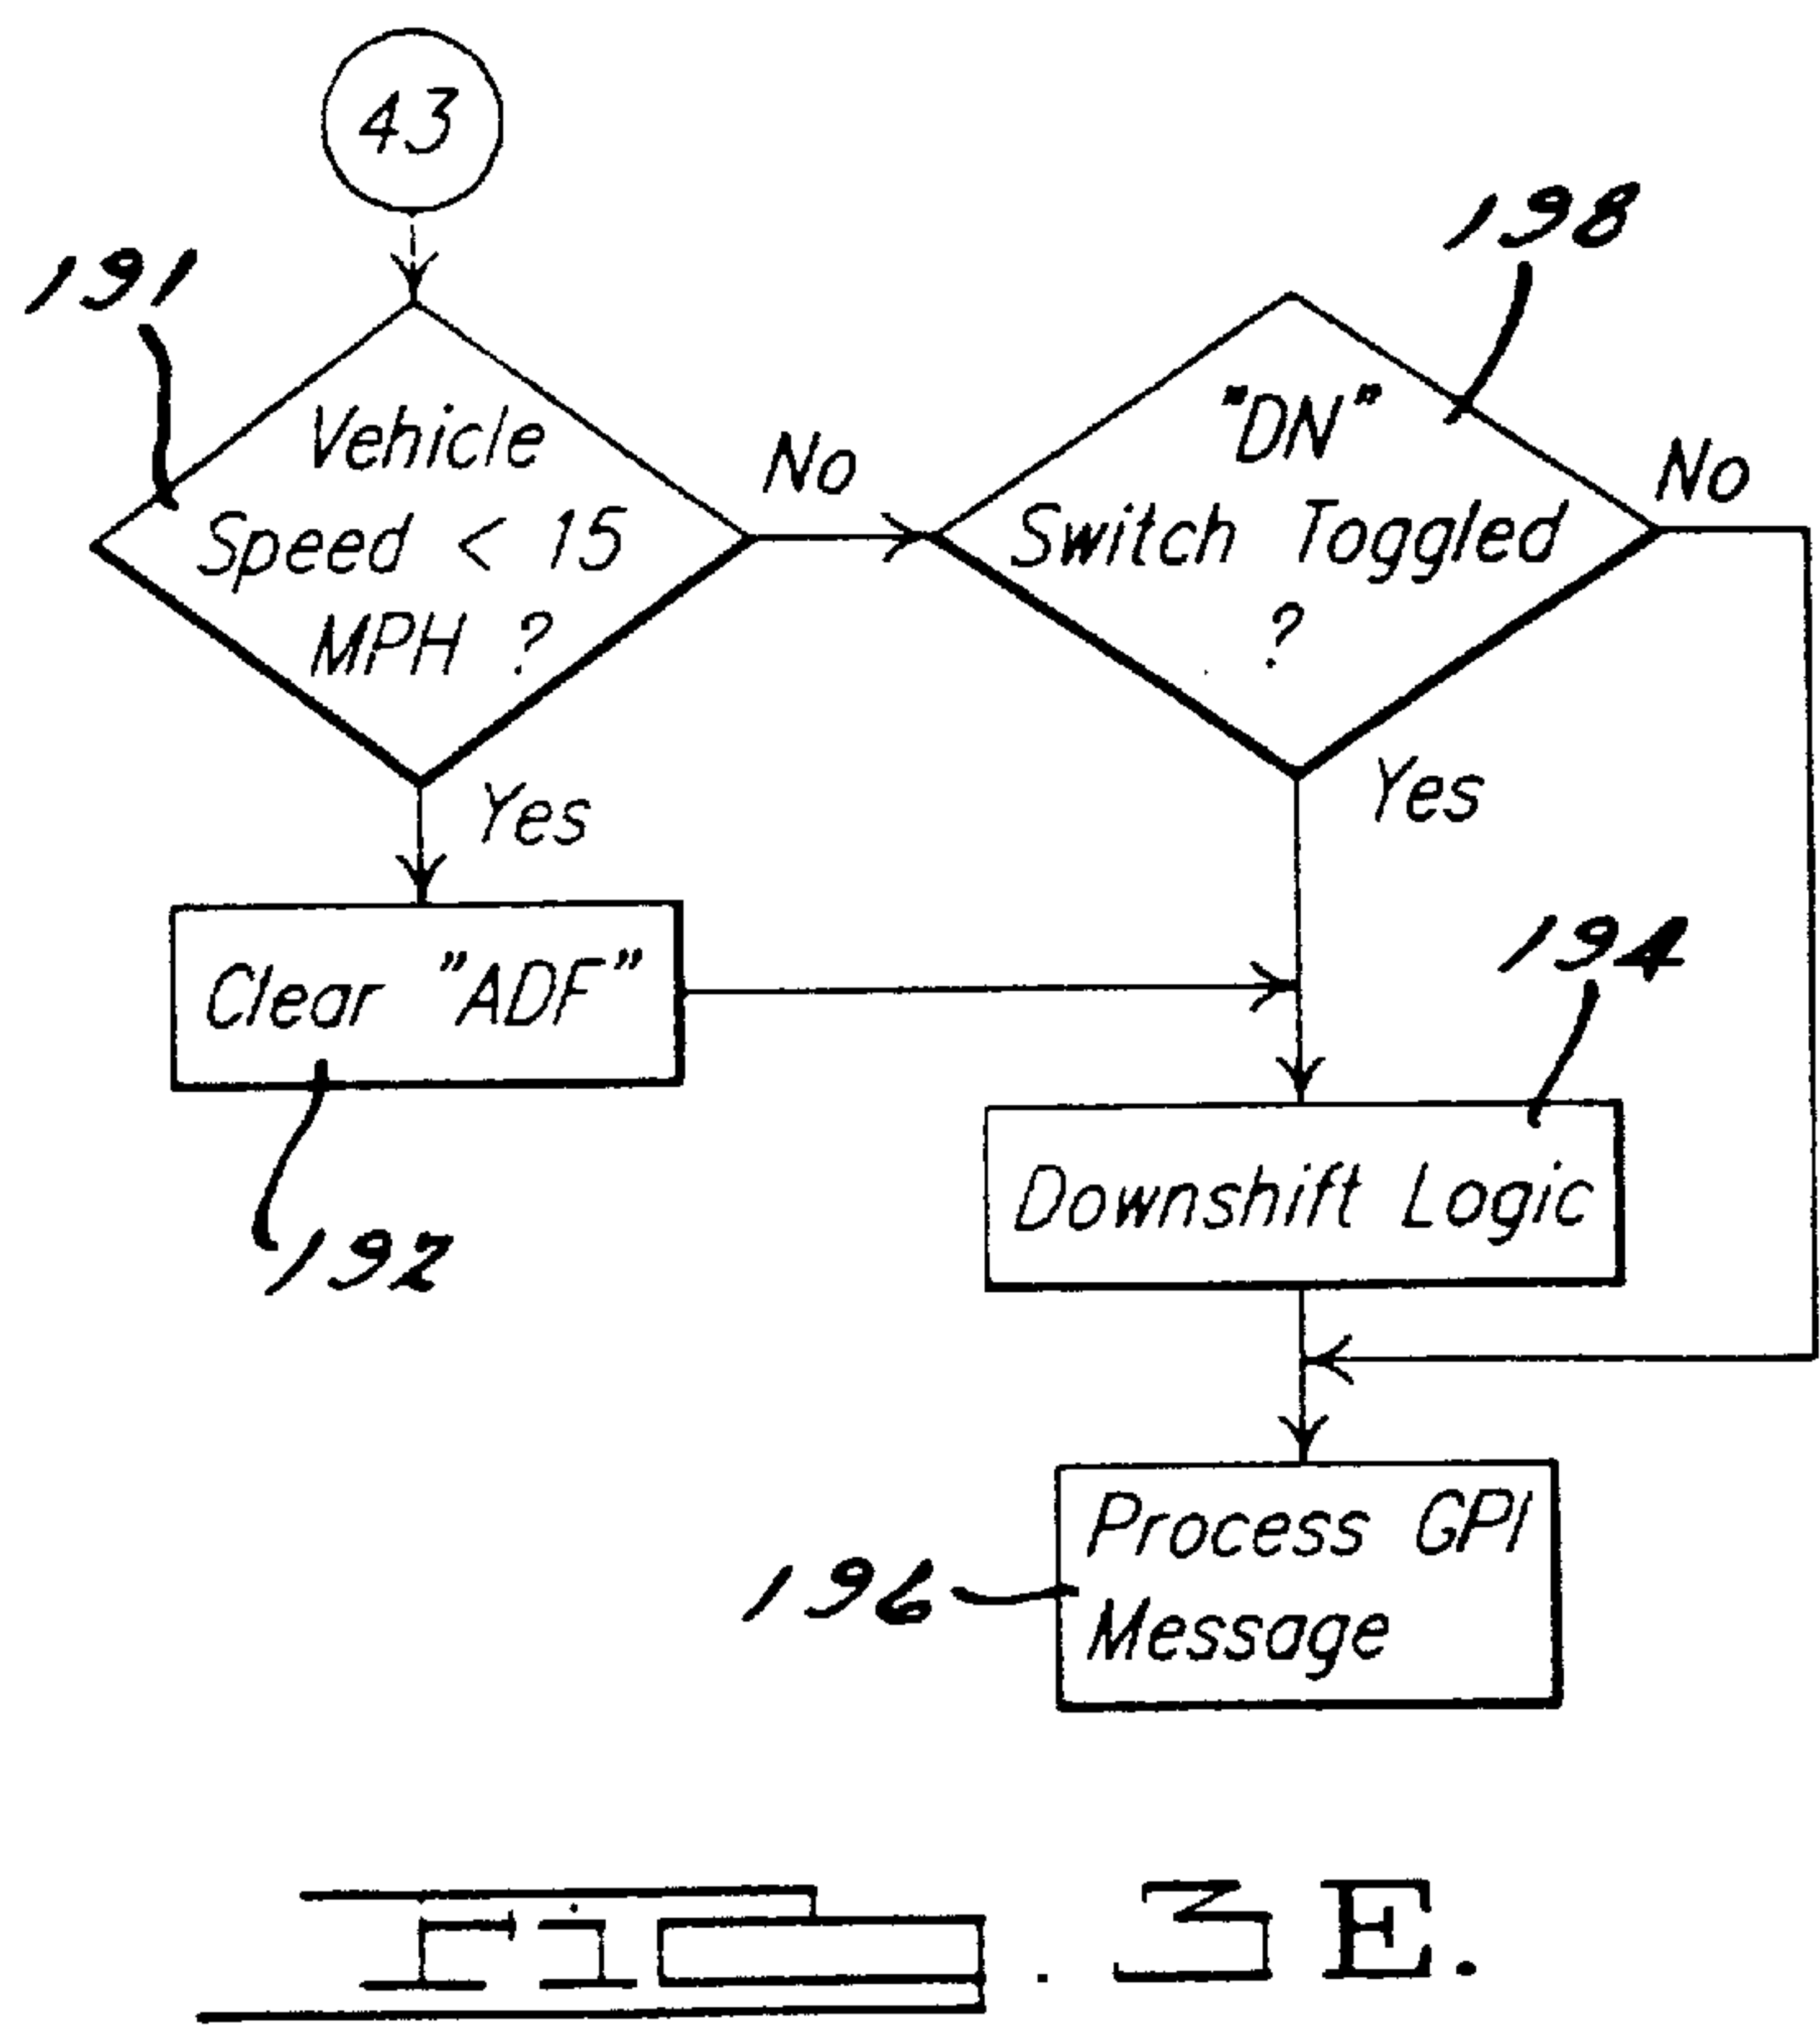 43
191
Vehicle
Speed < 15
MPH ?
No
Yes
198
"DN"
Switch Toggled
?
No
Yes
Clear "ADF"
192
194
Downshift Logic
196
Process GPI
Message
FIG. 3E.